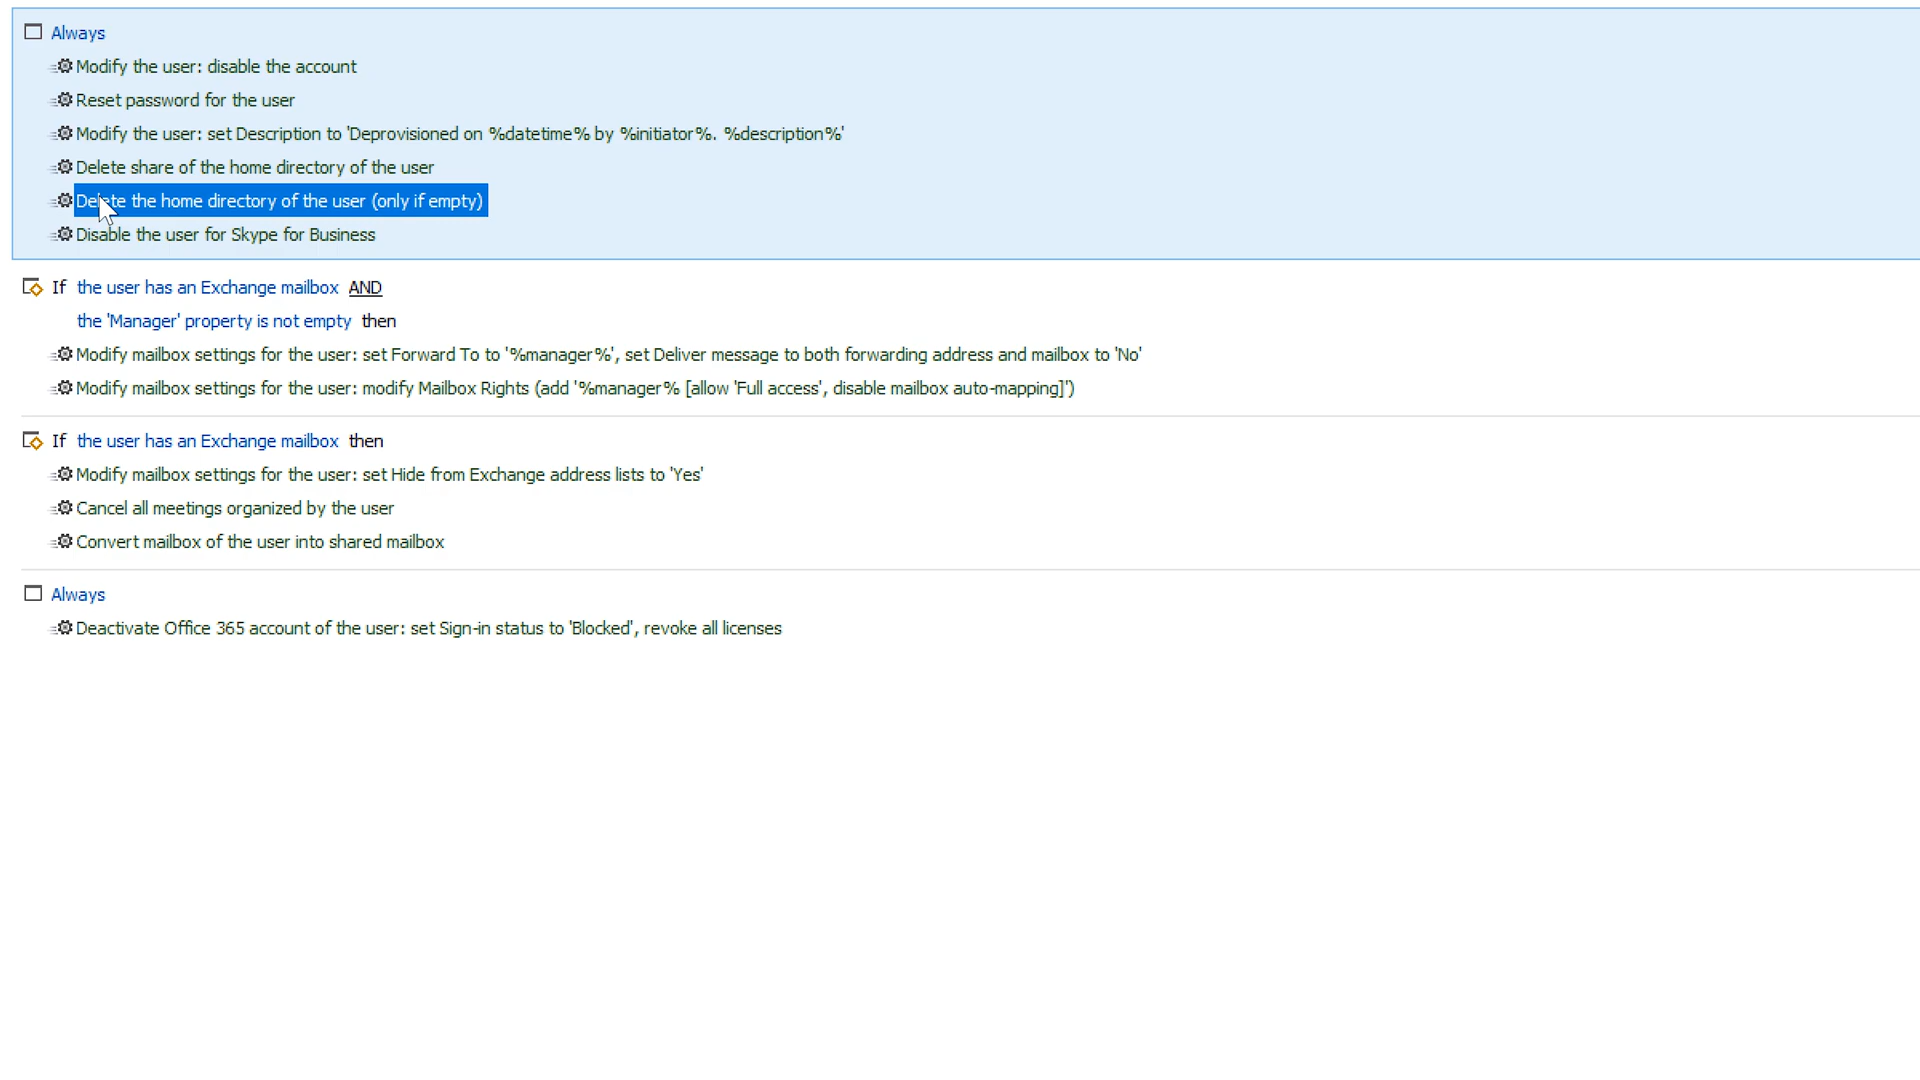 Always
Modify the user: disable the account
Reset password for the user
Modify the user: set Description to 'Deprovisioned on %datetime% by %initiator%. %description%'
Delete share of the home directory of the user
Delete the home directory of the user (only if empty)
Disable the user for Skype for Business
If the user has an Exchange mailbox AND
the 'Manager' property is not empty then
Modify mailbox settings for the user: set Forward To to '%manager%', set Deliver message to both forwarding address and mailbox to 'No'
Modify mailbox settings for the user: modify Mailbox Rights (add '%manager% [allow 'Full access', disable mailbox auto-mapping]')
If the user has an Exchange mailbox then
Modify mailbox settings for the user: set Hide from Exchange address lists to 'Yes'
Cancel all meetings organized by the user
Convert mailbox of the user into shared mailbox
Always
Deactivate Office 365 account of the user: set Sign-in status to 'Blocked', revoke all licenses